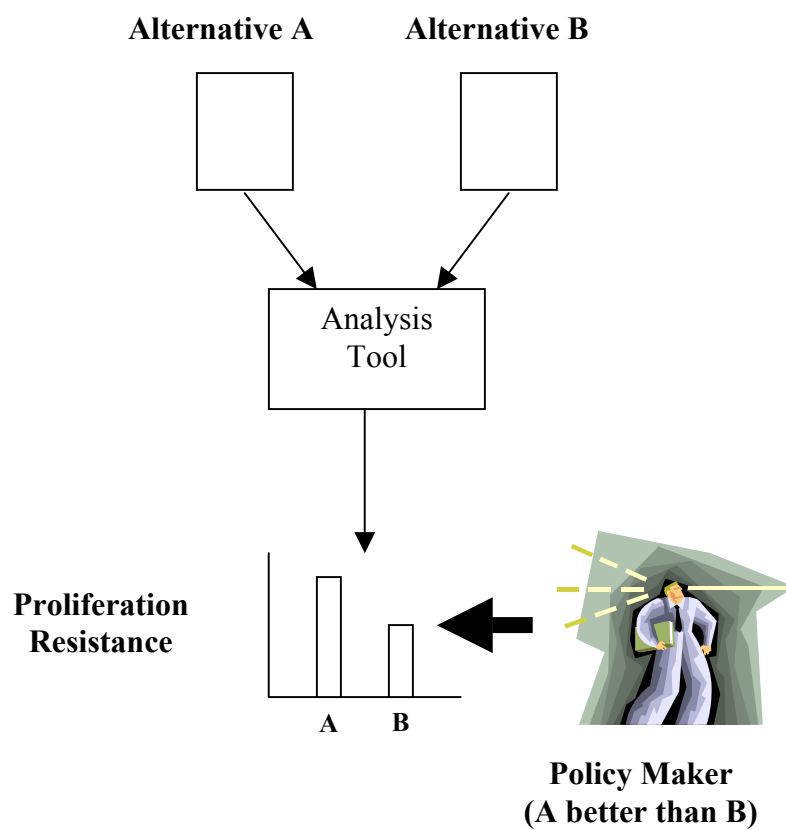 Alternative A
Alternative B
Analysis
Tool
Proliferation
Resistance
A
B
Policy Maker
(A better than B)